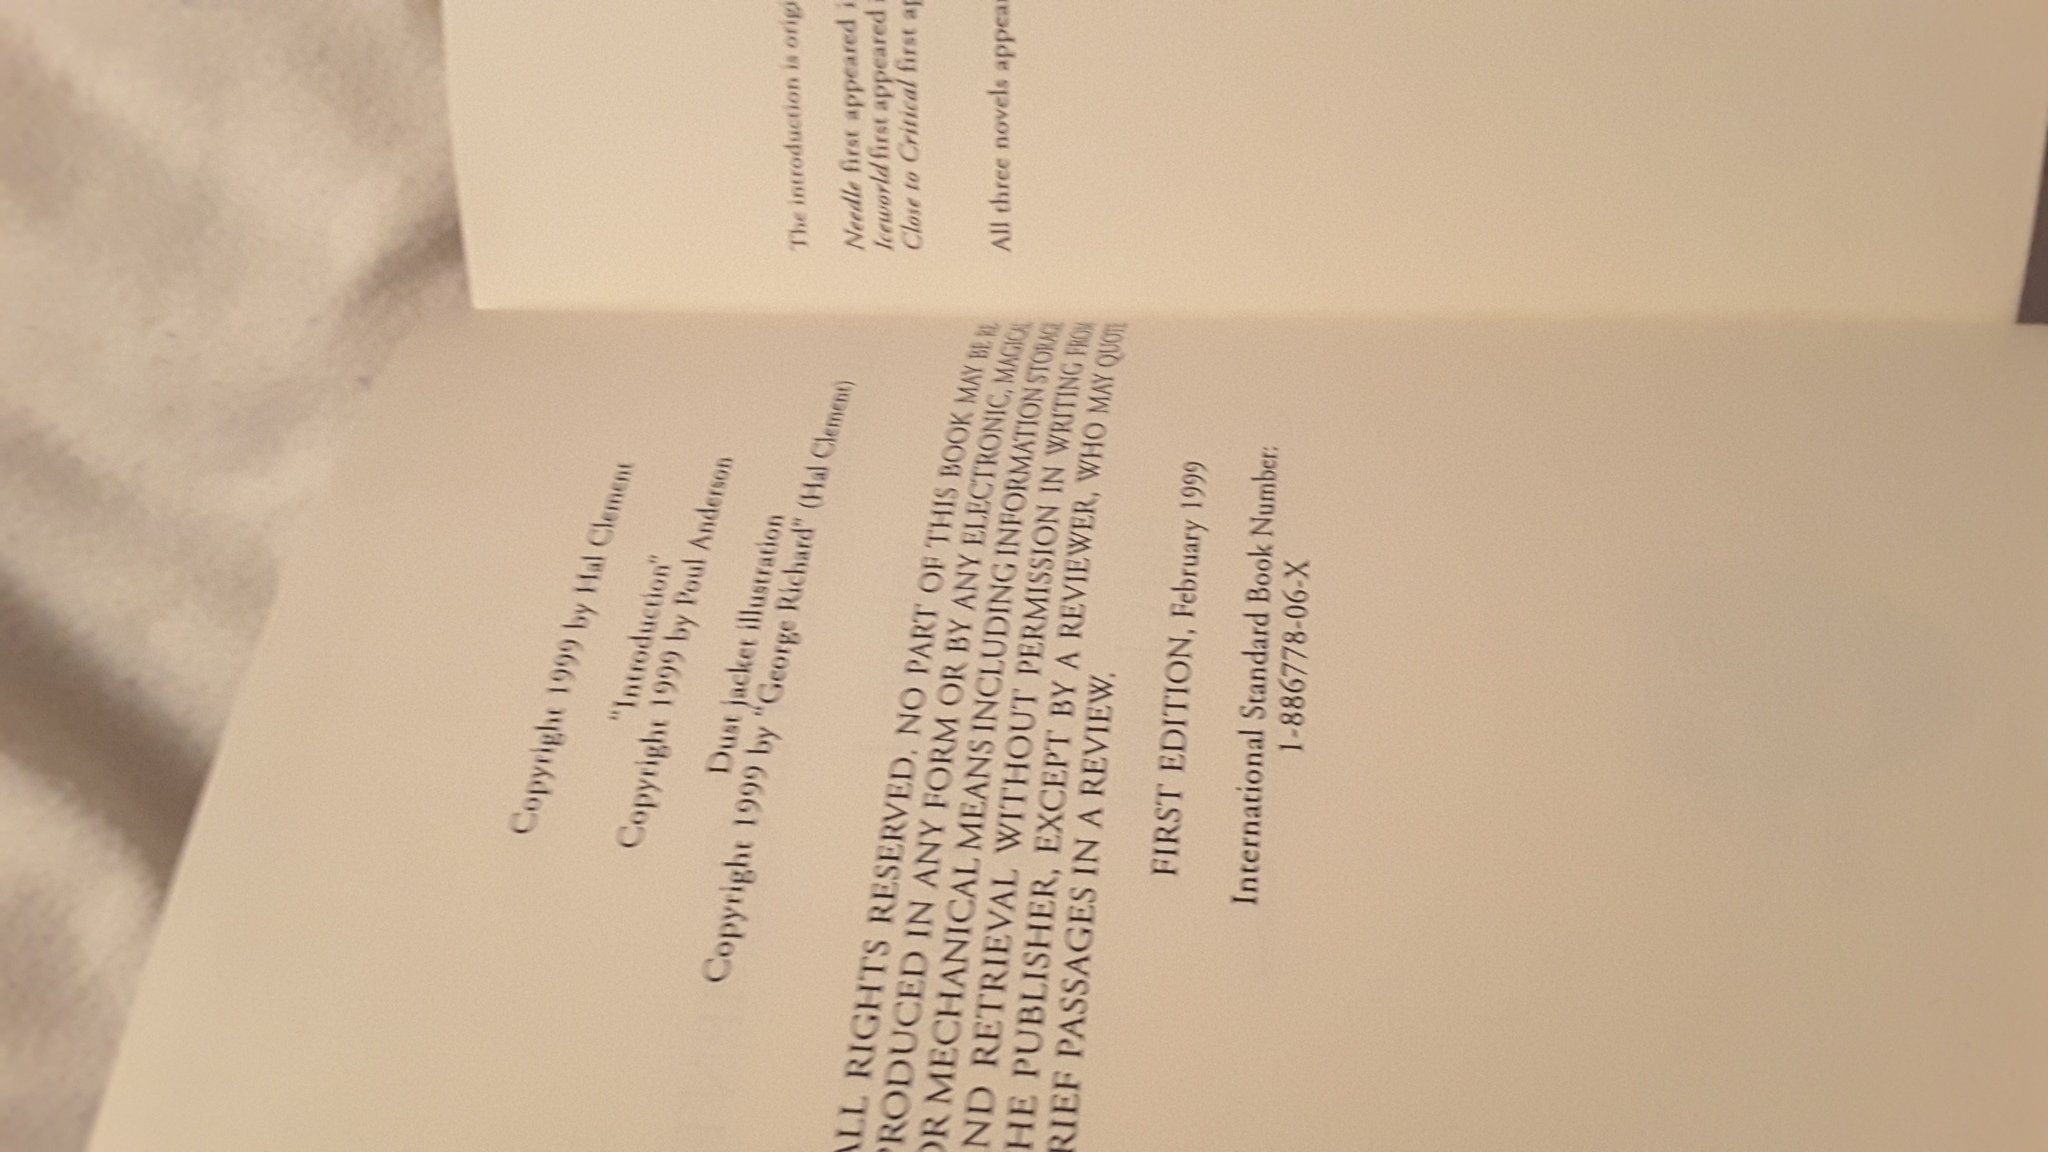 Copyright 1999 by Hal Clement
"Introduction"
Copyright 1999 by Poul Anderson
Dust jacket illustration
Copyright 1999 by "George Richard" (Hal Clement)
ALL RIGHTS RESERVED. NO PART OF THIS BOOK MAY BE RE
PRODUCED IN ANY FORM OR BY ANY ELECTRONIC, MAGICAL
OR MECHANICAL MEANS INCLUDING INFORMATION STORAGE
ND RETRIEVAL WITHOUT PERMISSION IN WRITING FROM
HE PUBLISHER, EXCEPT BY A REVIEWER, WHO MAY QUOTE
RIEF PASSAGES IN A REVIEW.
FIRST EDITION, February 1999
International Standard Book Number:
1-886778-06-X
The introduction is orig
Needle first appeared i
Iceworld first appeared i
Close to Critical first ap
All three novels appear